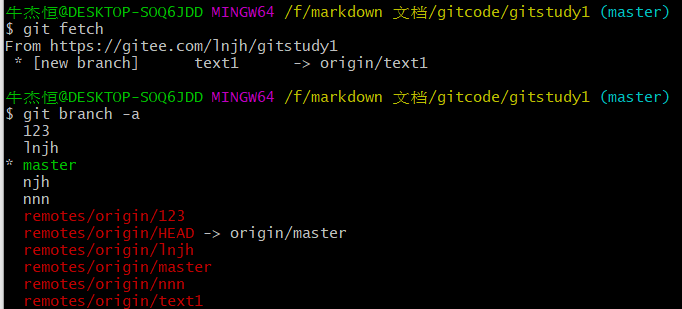 牛杰恒@DESKTOP-SOQ6JDD MINGW64 /f/markdown 文档/gitcode/gitstudy1 (master)
$ git fetch
From https://gitee.com/lnjh/gitstudy1
 * [new branch]      text1      -> origin/text1
牛杰恒@DESKTOP-SOQ6JDD MINGW64 /f/markdown 文档/gitcode/gitstudy1 (master)
$ git branch -a
  123
  lnjh
* master
  njh
  nnn
  remotes/origin/123
  remotes/origin/HEAD -> origin/master
  remotes/origin/lnjh
  remotes/origin/master
  remotes/origin/nnn
  remotes/origin/text1